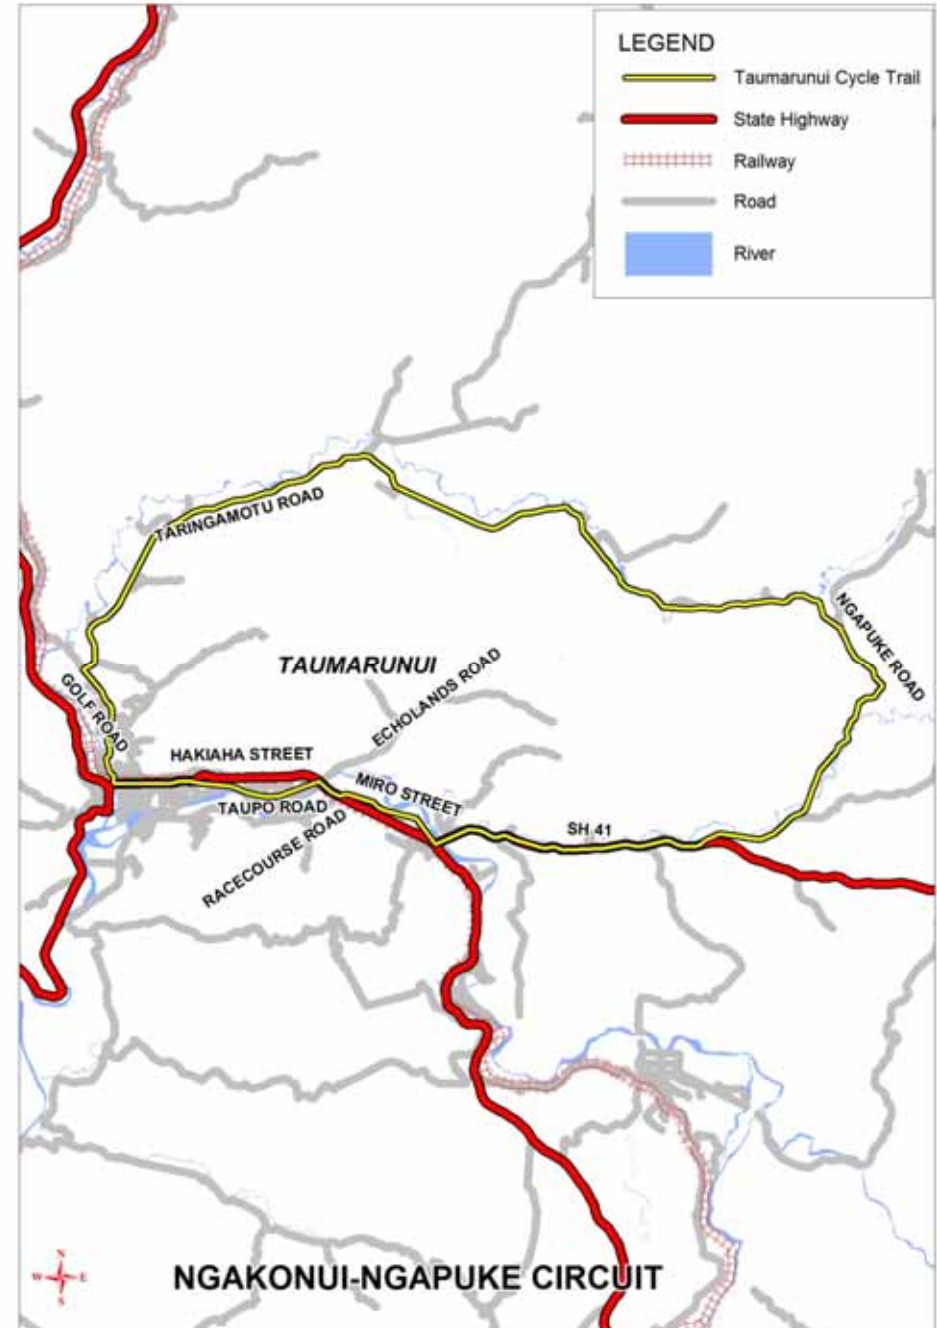 LEGEND
Taumarunui Cycle Trail
State Highway
Railway
Road
River
TARINGAMOTU ROAD
NGAPUKE ROAD
TAUMARUNUI
ECHOLANDS ROAD
GOLF ROAD
HAKIAHA STREET
MIRO STREET
TAUPO ROAD
SH 41
RACECOURSE ROAD
N
W E
S
NGAKONUI-NGAPUKE CIRCUIT